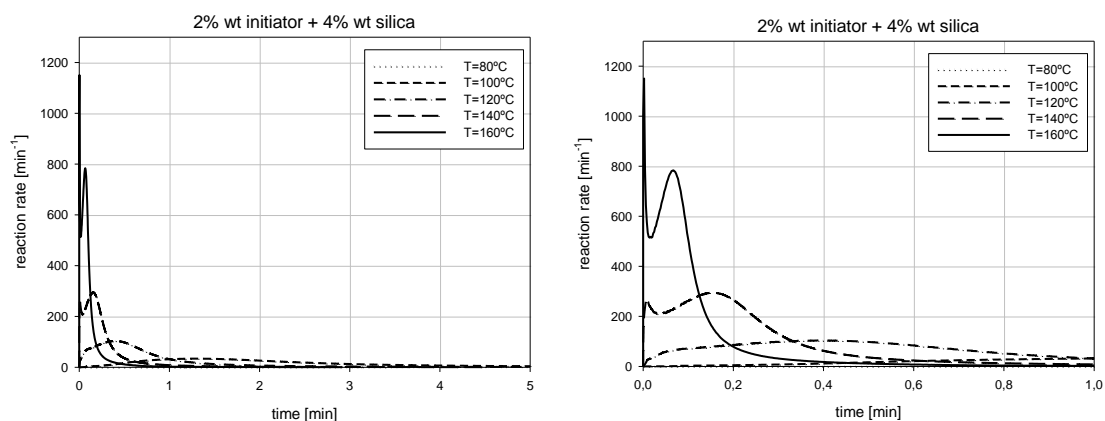 2% wt initiator + 4% wt silica
T=80ºC
T=100ºC
T=120ºC
T=140ºC
T=160ºC
reaction rate [min-1]
1200
1000
800
600
400
200
0
0 1 2 3 4 5
time [min]
2% wt initiator + 4% wt silica
T=80ºC
T=100ºC
T=120ºC
T=140ºC
T=160ºC
reaction rate [min-1]
1200
1000
800
600
400
200
0
0,0 0,2 0,4 0,6 0,8 1,0
time [min]